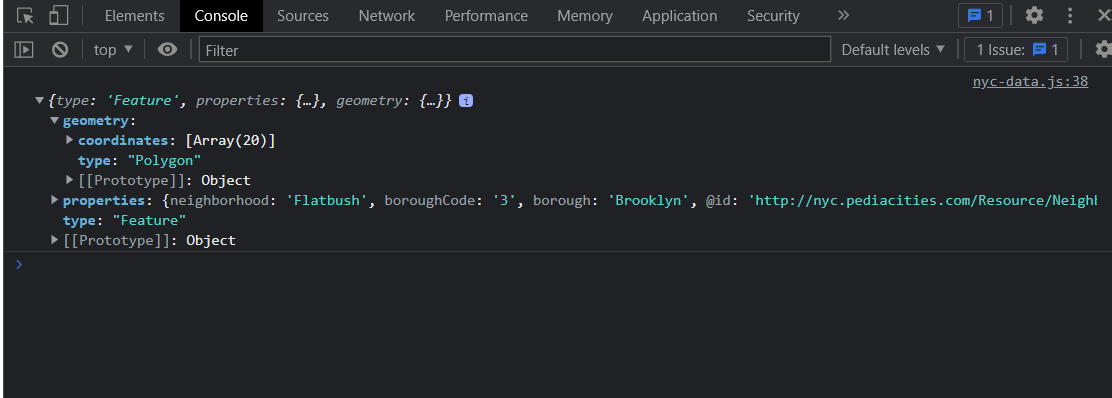 Elements Console Sources Network Performance Memory Application Security » 1
top Filter Default levels 1 Issue: 1
nyc-data.js:38
{type: 'Feature', properties: {…}, geometry: {…}} i
geometry:
coordinates: [Array(20)]
type: "Polygon"
[[Prototype]]: Object
properties: {neighborhood: 'Flatbush', boroughCode: '3', borough: 'Brooklyn', @id: 'http://nyc.pediacities.com/Resource/Neighb
type: "Feature"
[[Prototype]]: Object